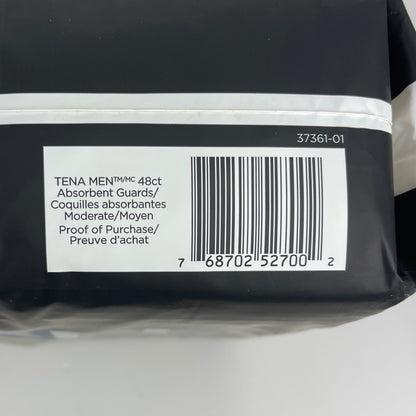 37361-01
TENA MEN™/MC 48ct
Absorbent Guards/
Coquilles absorbantes
Moderate/Moyen
Proof of Purchase/
Preuve d'achat
7 68702 52700 2